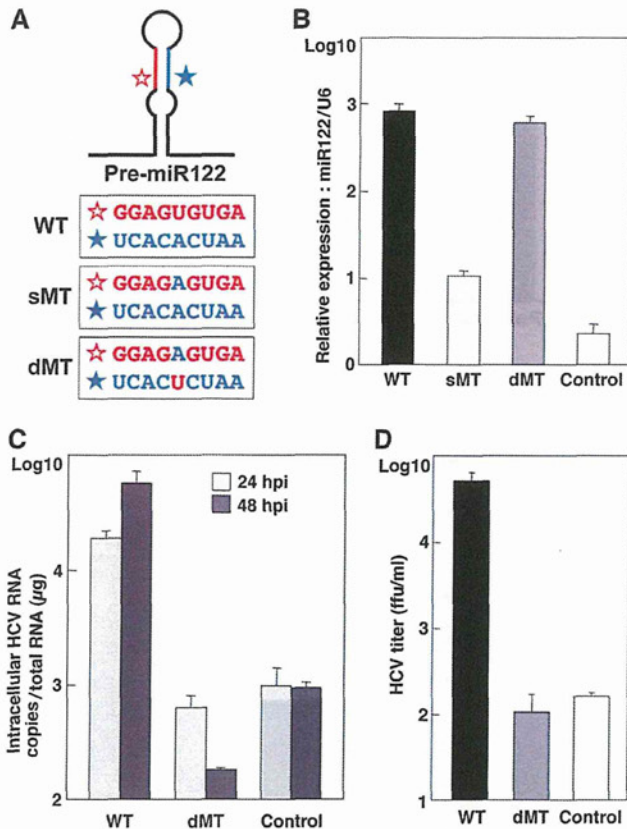 A
☆
★
Pre-miR122
WT
☆ GGAGUGUGA
★ UCACACUAA
sMT
☆ GGAGAGUGA
★ UCACACUAA
dMT
☆ GGAGAGUGA
★ UCACUCUAA
B
Log10
Relative expression : miR122/U6
3
1
1
0
WT sMT dMT Control
C
Log10
Intracellular HCV RNA
copies/total RNA (µg)
24 hpi
48 hpi
4
3
2
WT dMT Control
D
Log10
HCV titer (ffu/ml)
4
3
2
1
WT dMT Control